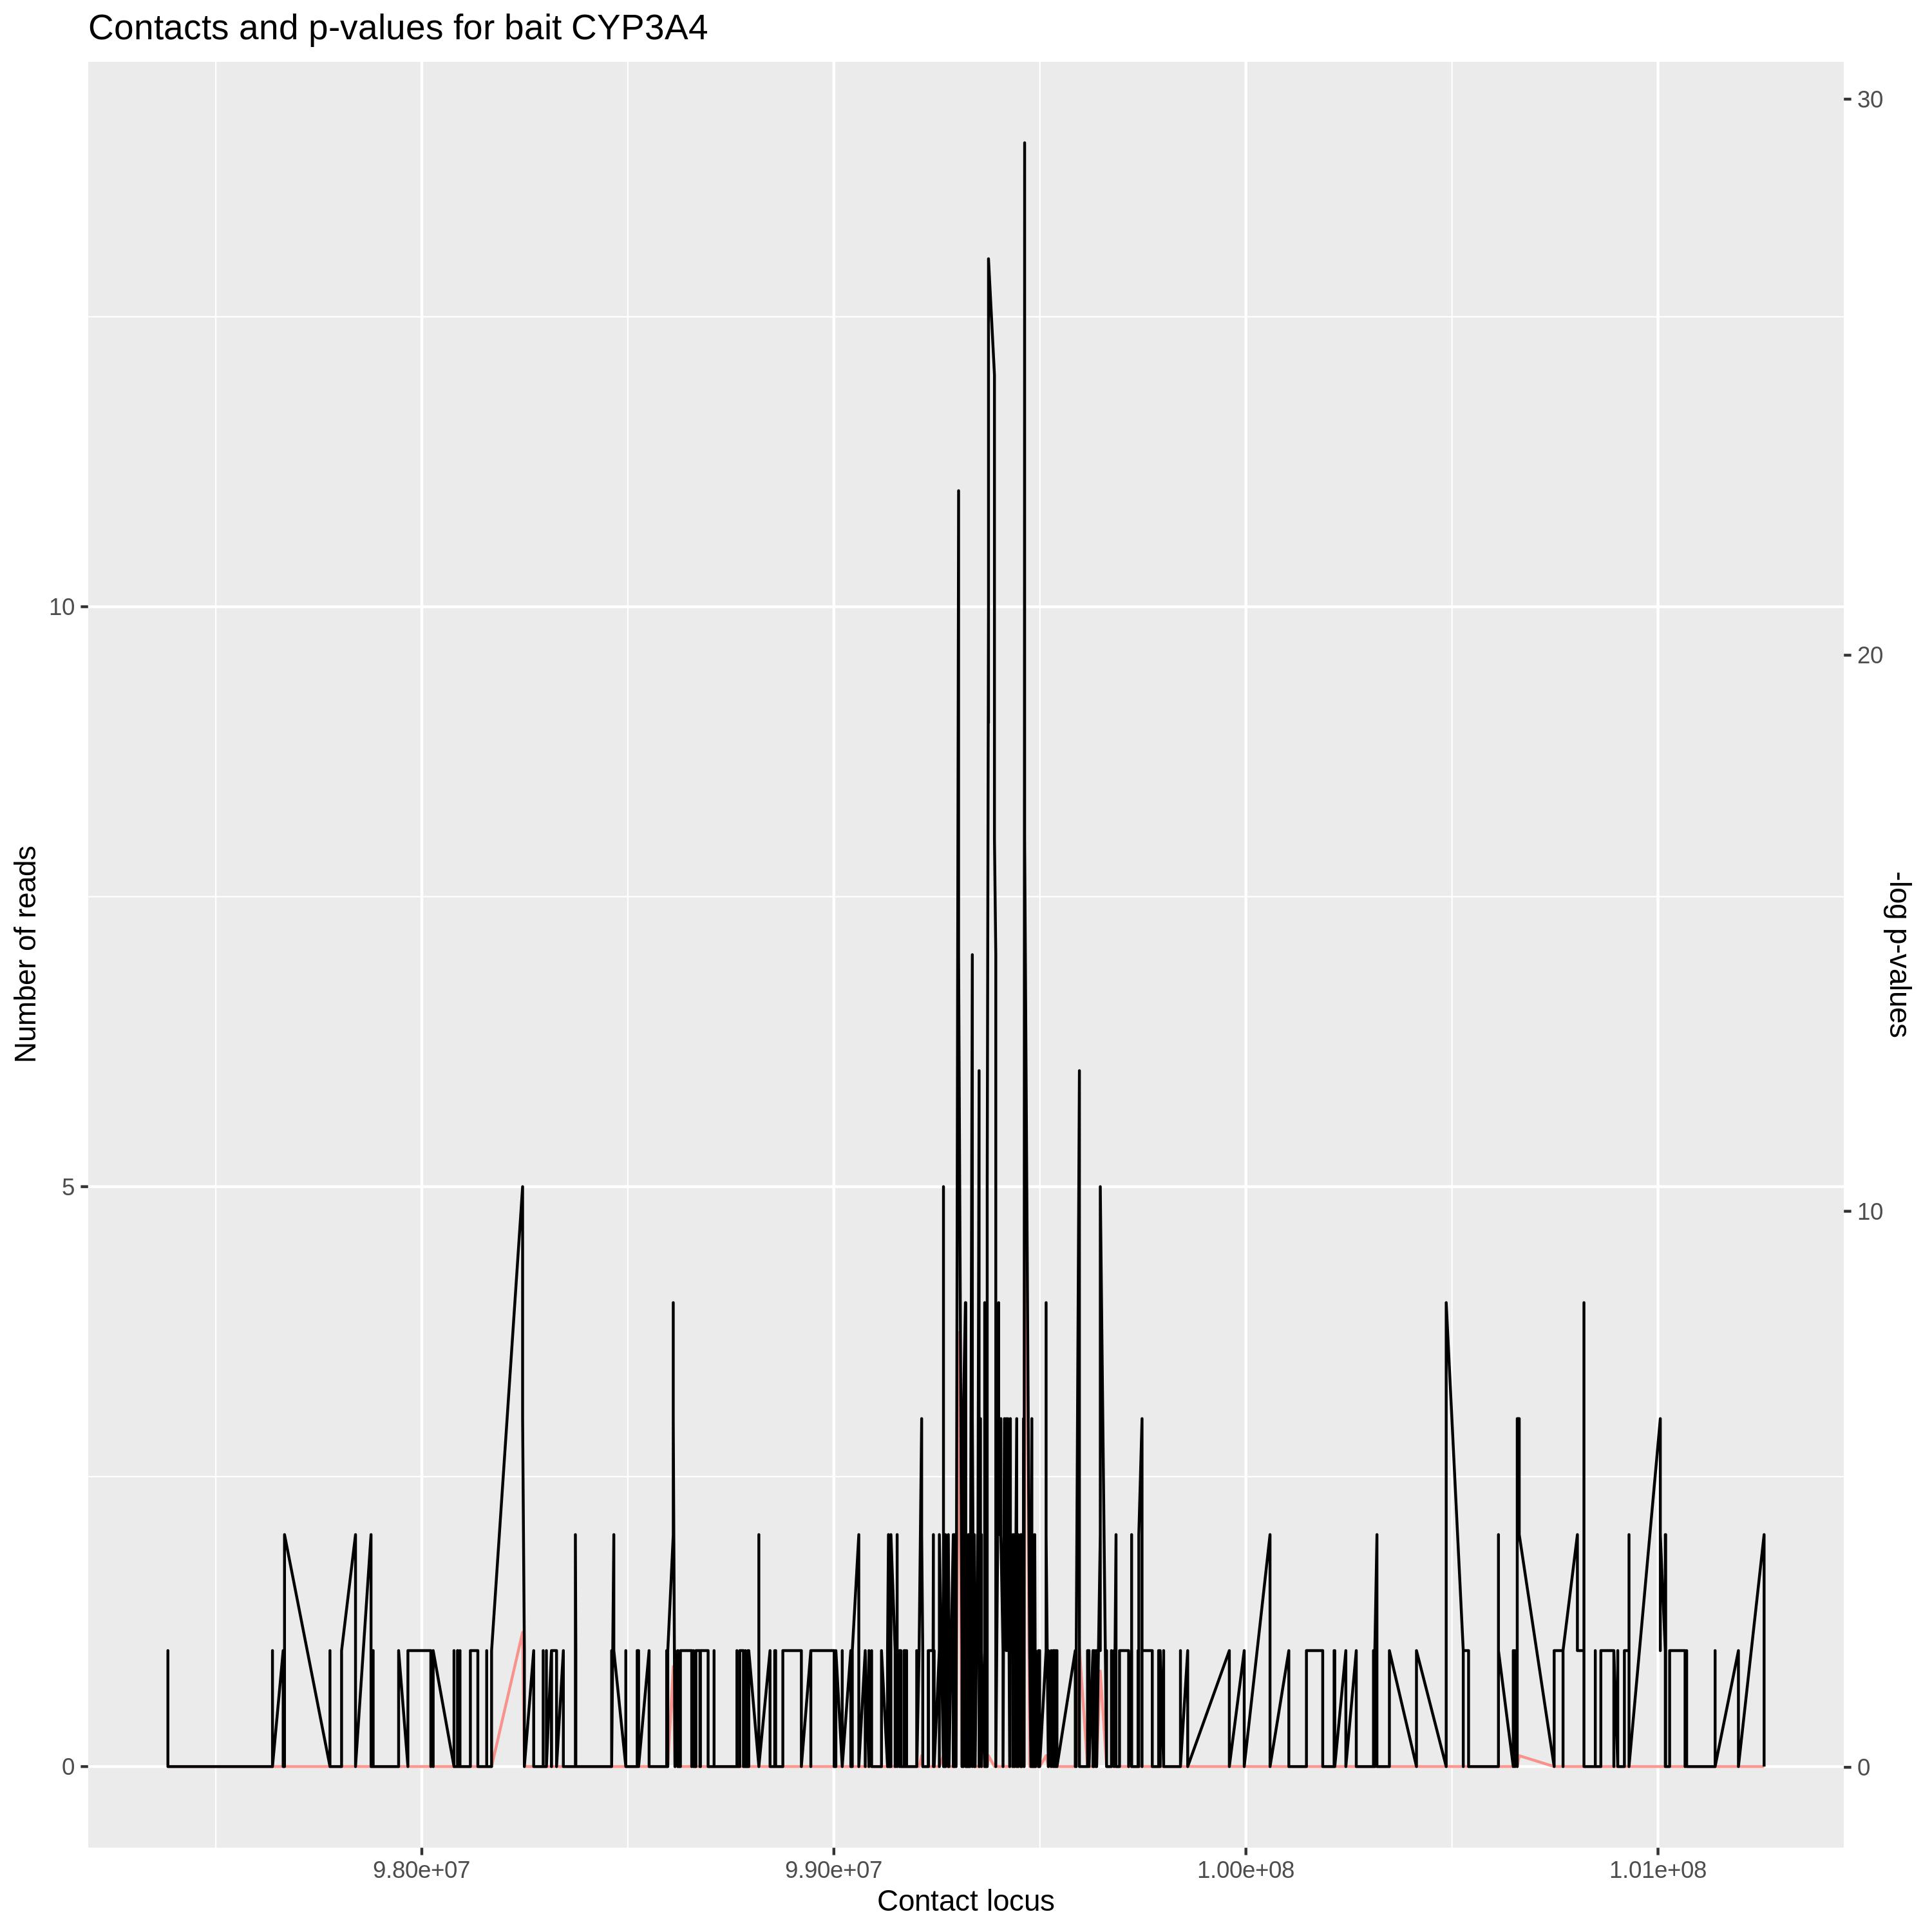 Contacts and p-values for bait CYP3A4
30
10
20
5
10
0
0
Number of reads
-log p-values
9.80e+07
9.90e+07
1.00e+08
1.01e+08
Contact locus